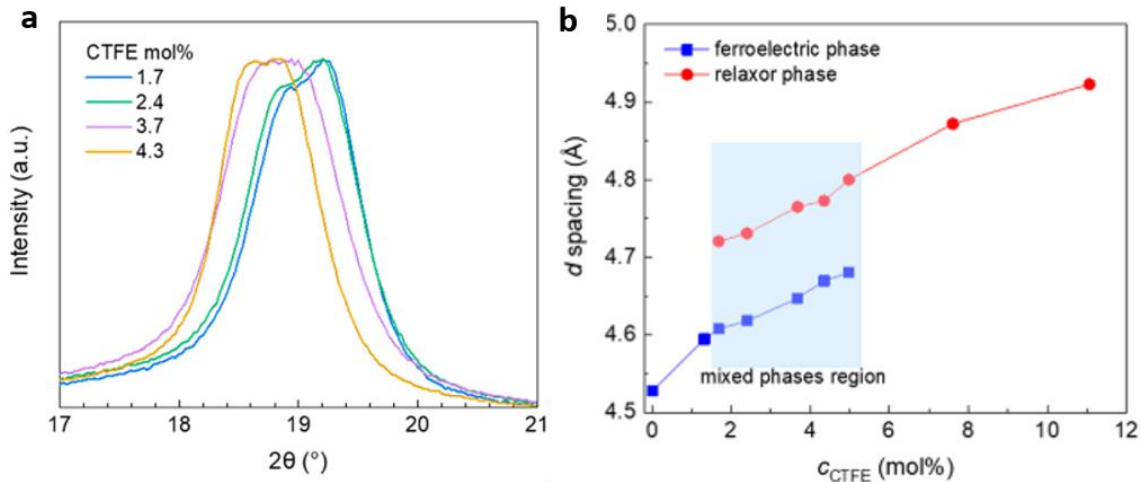 a
CTFE mol%
1.7
2.4
3.7
4.3
Intensity (a.u.)
17 18 19 20 21
2θ (°)
b
5.0
4.9
4.8
4.7
4.6
4.5
ferroelectric phase
relaxor phase
mixed phases region
d spacing (Å)
0 2 4 6 8 10 12
cCTFE (mol%)